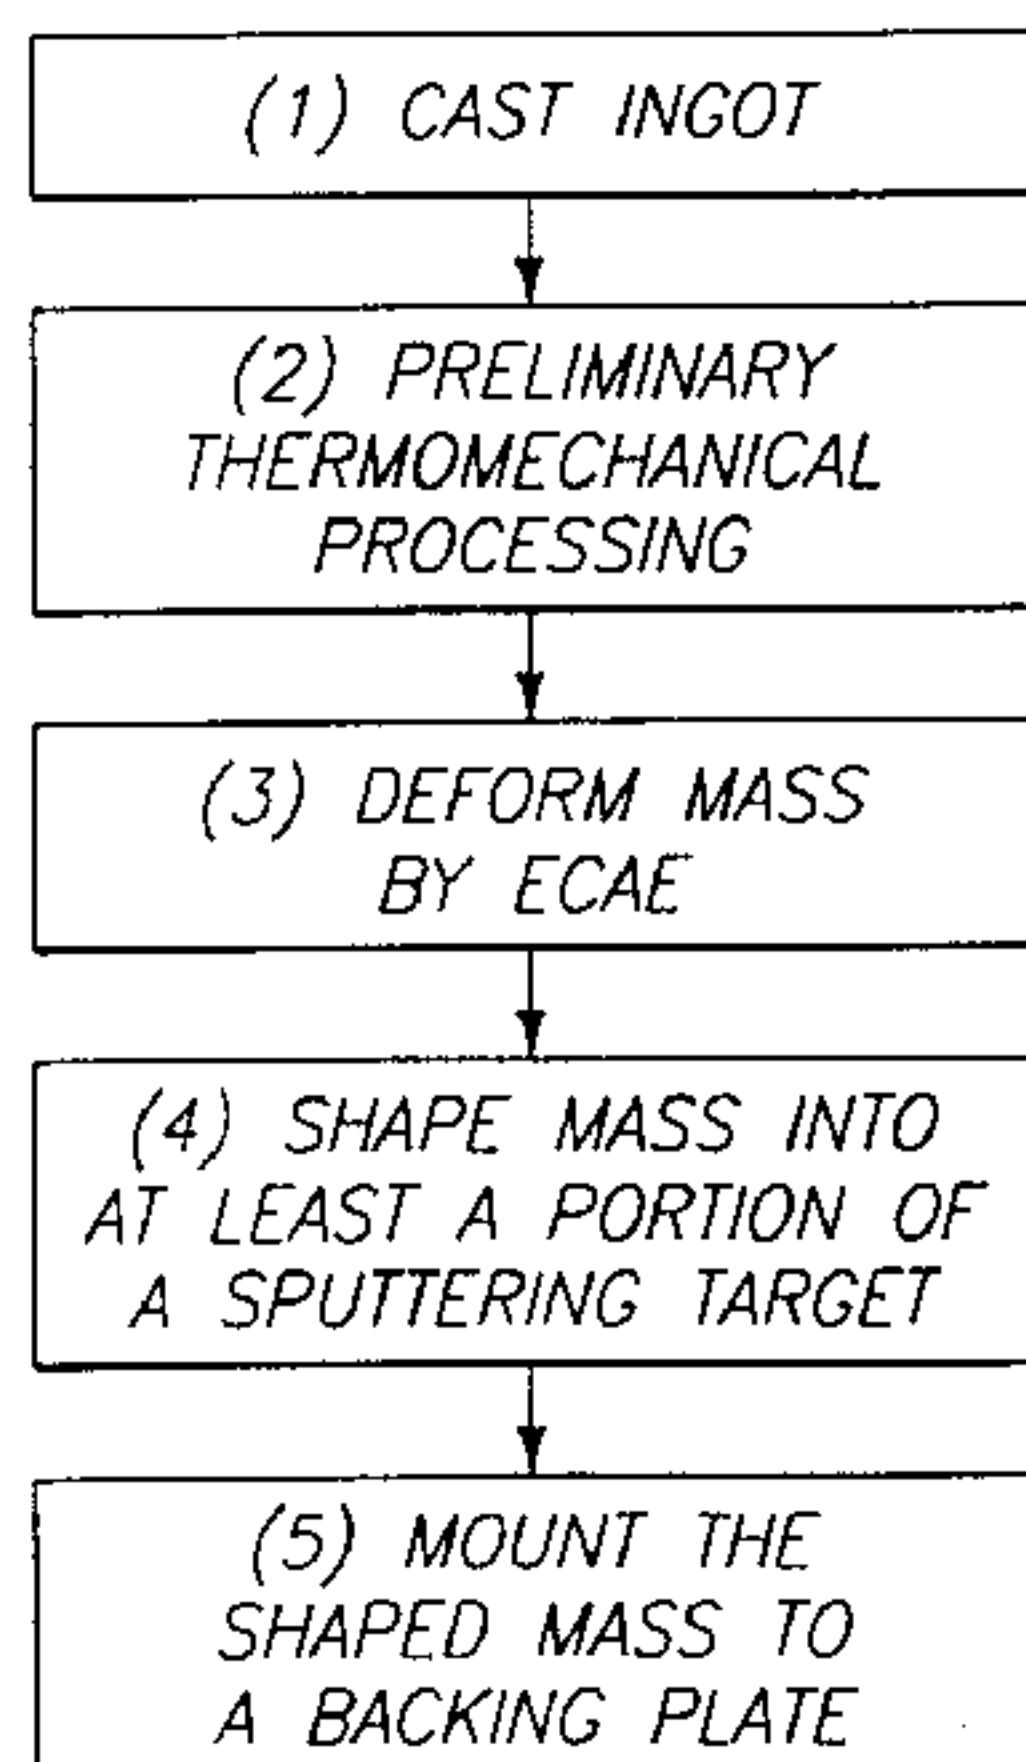 (1) CAST INGOT
(2) PRELIMINARY
THERMOMECHANICAL
PROCESSING
(3) DEFORM MASS
BY ECAE
(4) SHAPE MASS INTO
AT LEAST A PORTION OF
A SPUTTERING TARGET
(5) MOUNT THE
SHAPED MASS TO
A BACKING PLATE